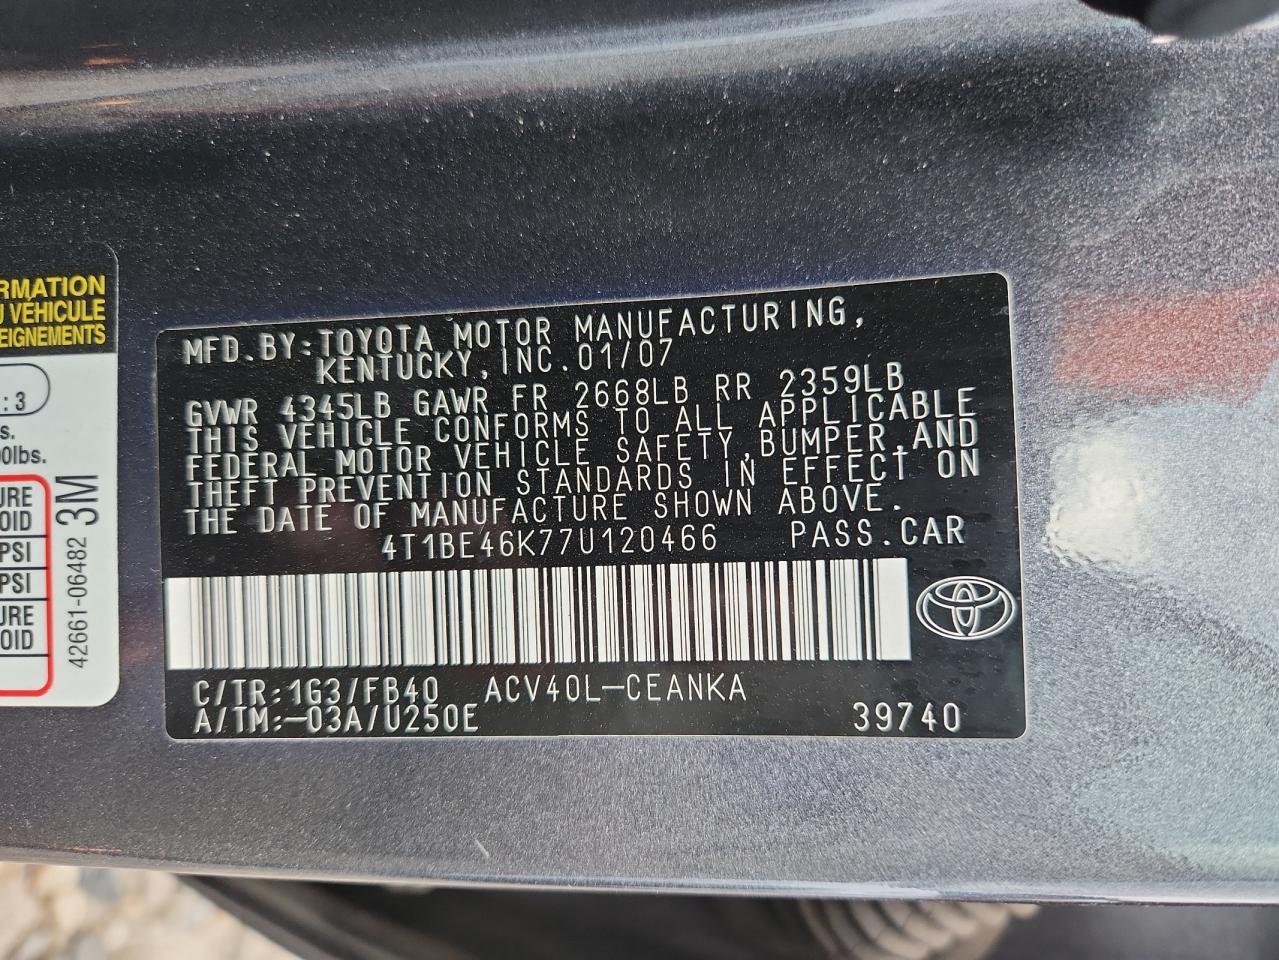 RMATION
U VÉHICULE
EIGNEMENTS
: 3
s.
0lbs.
URE
OID
PSI
PSI
URE
OID
42661-06482 3M
MFD.BY:TOYOTA MOTOR MANUFACTURING,
KENTUCKY,INC.01/07
GVWR 4345LB GAWR FR 2668LB RR 2359LB
THIS VEHICLE CONFORMS TO ALL APPLICABLE
FEDERAL MOTOR VEHICLE SAFETY,BUMPER,AND
THEFT PREVENTION STANDARDS IN EFFECT ON
THE DATE OF MANUFACTURE SHOWN ABOVE.
4T1BE46K77U120466 PASS.CAR
C/TR:1G3/FB40 ACV40L-CEANKA
A/TM:-03A/U250E 39740